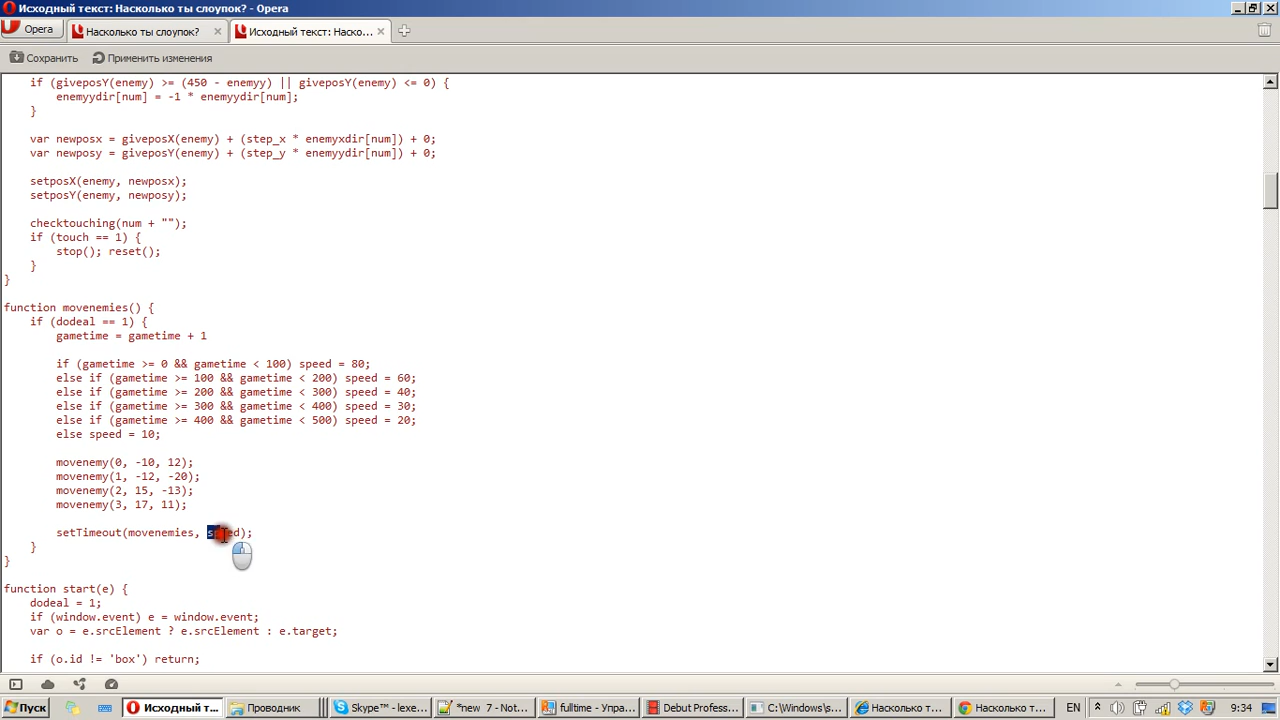 Исходный текст: Насколько ты слоупок? - Opera
Opera
Насколько ты слоупок?
Исходный текст: Наско...
Сохранить
Применить изменения
if (giveposY(enemy) >= (450 - enemyy) || giveposY(enemy) <= 0) {
enemyydir[num] = -1 * enemyydir[num];
}
var newposx = giveposX(enemy) + (step_x * enemyxdir[num]) + 0;
var newposy = giveposY(enemy) + (step_y * enemyydir[num]) + 0;
setposX(enemy, newposx);
setposY(enemy, newposy);
checktouching(num + "");
if (touch == 1) {
stop(); reset();
}
}
function movenemies() {
if (dodeal == 1) {
gametime = gametime + 1
if (gametime >= 0 && gametime < 100) speed = 80;
else if (gametime >= 100 && gametime < 200) speed = 60;
else if (gametime >= 200 && gametime < 300) speed = 40;
else if (gametime >= 300 && gametime < 400) speed = 30;
else if (gametime >= 400 && gametime < 500) speed = 20;
else speed = 10;
movenemy(0, -10, 12);
movenemy(1, -12, -20);
movenemy(2, 15, -13);
movenemy(3, 17, 11);
setTimeout(movenemies, speed);
}
}
function start(e) {
dodeal = 1;
if (window.event) e = window.event;
var o = e.srcElement ? e.srcElement : e.target;
if (o.id != 'box') return;
Пуск
Исходный т...
Проводник
Skype™ - lexe...
*new 7 - Not...
fulltime - Упра...
Debut Profess...
C:\Windows\s...
Насколько т...
Насколько т...
EN
9:34